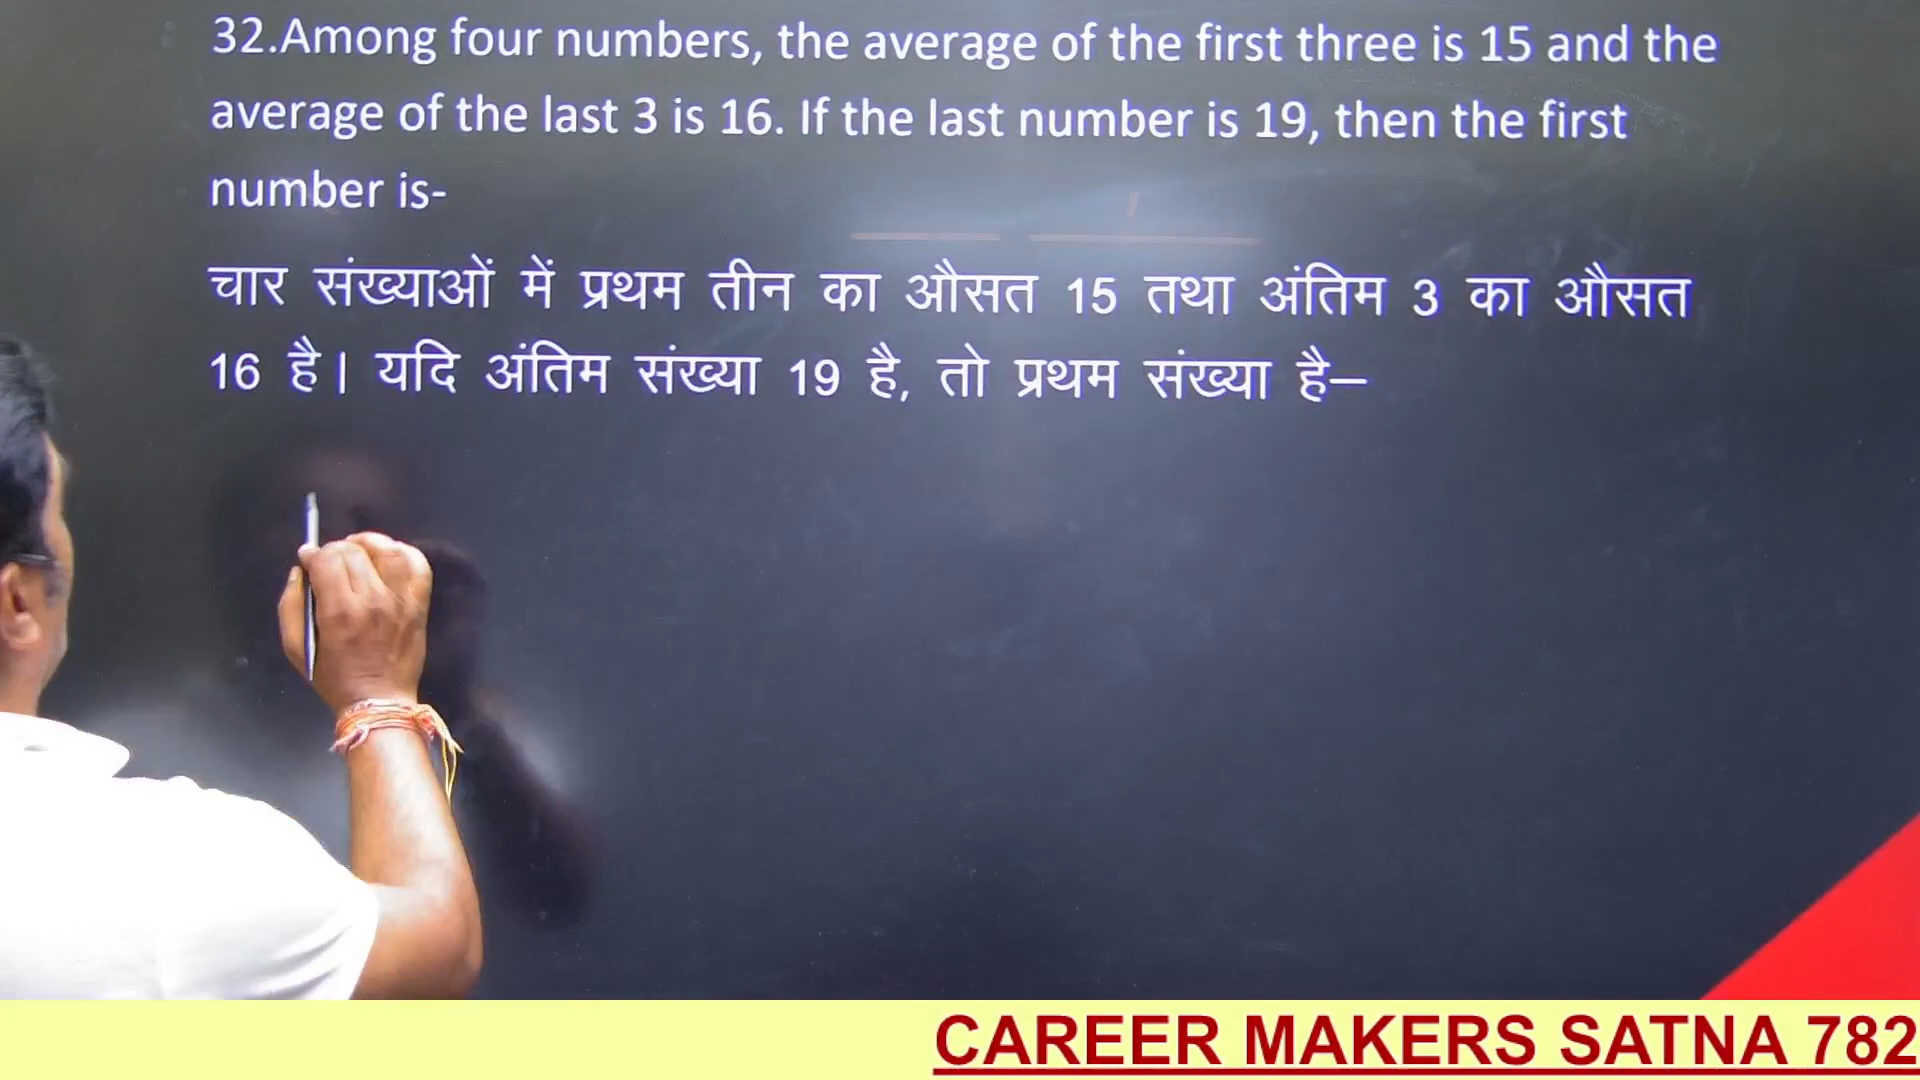 32.Among four numbers, the average of the first three is 15 and the
average of the last 3 is 16. If the last number is 19, then the first
number is-
चार संख्याओं में प्रथम तीन का औसत 15 तथा अंतिम 3 का औसत
16 है। यदि अंतिम संख्या 19 है, तो प्रथम संख्या है–
CAREER MAKERS SATNA 782